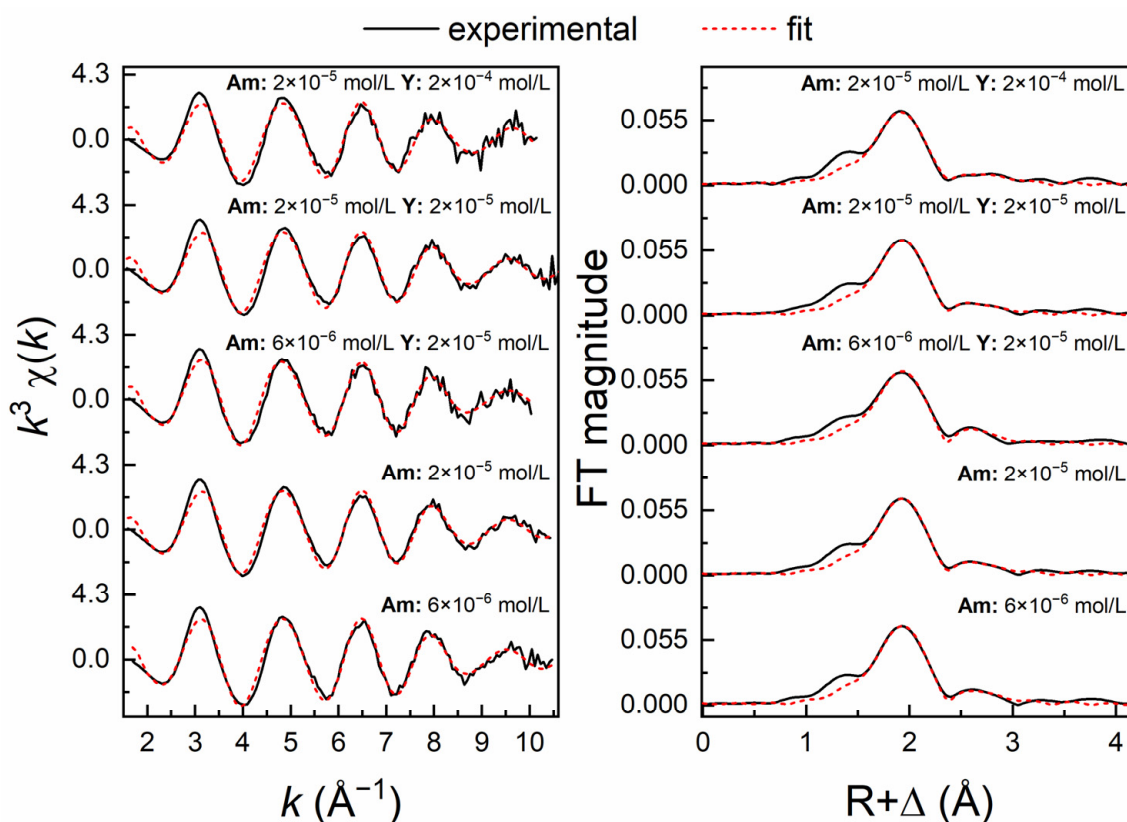 experimental
fit
k³ χ(k)
4.3
Am: 2×10⁻⁵ mol/L Y: 2×10⁻⁴ mol/L
0.0
4.3
Am: 2×10⁻⁵ mol/L Y: 2×10⁻⁵ mol/L
0.0
4.3
Am: 6×10⁻⁶ mol/L Y: 2×10⁻⁵ mol/L
0.0
4.3
Am: 2×10⁻⁵ mol/L
0.0
4.3
Am: 6×10⁻⁶ mol/L
0.0
2 3 4 5 6 7 8 9 10
k (Å⁻¹)
FT magnitude
Am: 2×10⁻⁵ mol/L Y: 2×10⁻⁴ mol/L
0.055
0.000
Am: 2×10⁻⁵ mol/L Y: 2×10⁻⁵ mol/L
0.055
0.000
Am: 6×10⁻⁶ mol/L Y: 2×10⁻⁵ mol/L
0.055
0.000
Am: 2×10⁻⁵ mol/L
0.055
0.000
Am: 6×10⁻⁶ mol/L
0.055
0.000
0 1 2 3 4
R+Δ (Å)